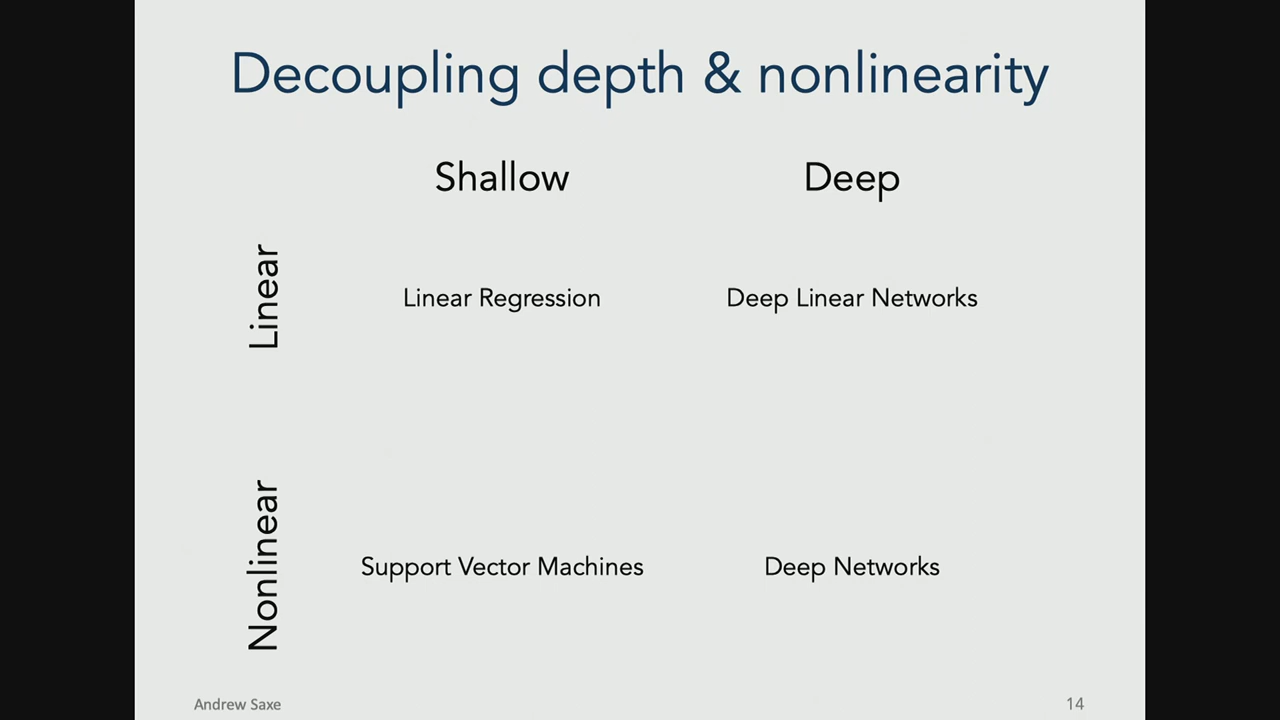 Decoupling depth & nonlinearity
Shallow
Deep
Linear
Linear Regression
Deep Linear Networks
Nonlinear
Support Vector Machines
Deep Networks
Andrew Saxe
14